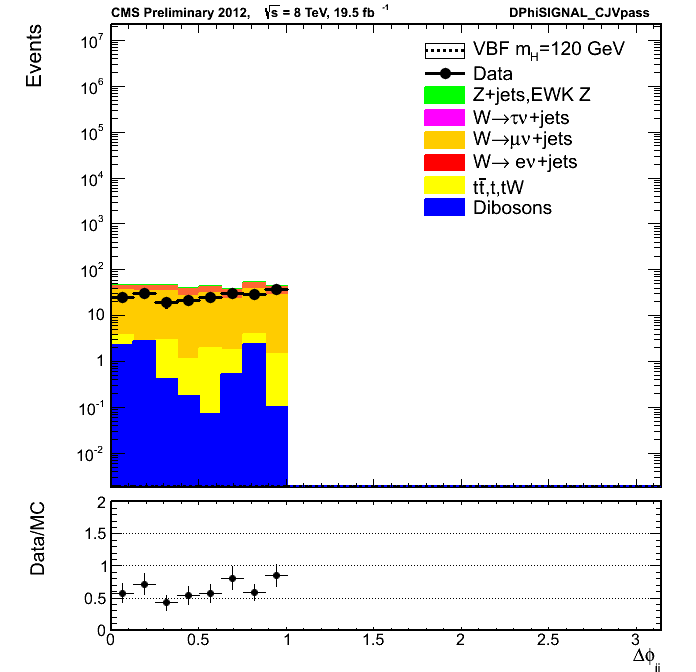 CMS Preliminary 2012, √s = 8 TeV, 19.5 fb⁻¹ DPhiSIGNAL_CJVpass
Events
10⁷
10⁶
10⁵
10⁴
10³
10²
10
1
10⁻¹
10⁻²
VBF m_H=120 GeV
Data
Z+jets,EWK Z
W→τν+jets
W→μν+jets
W→ eν+jets
tt̄,t,tW
Dibosons
Data/MC
2
1.5
1
0.5
0
0 0.5 1 1.5 2 2.5 3
Δϕ_jj